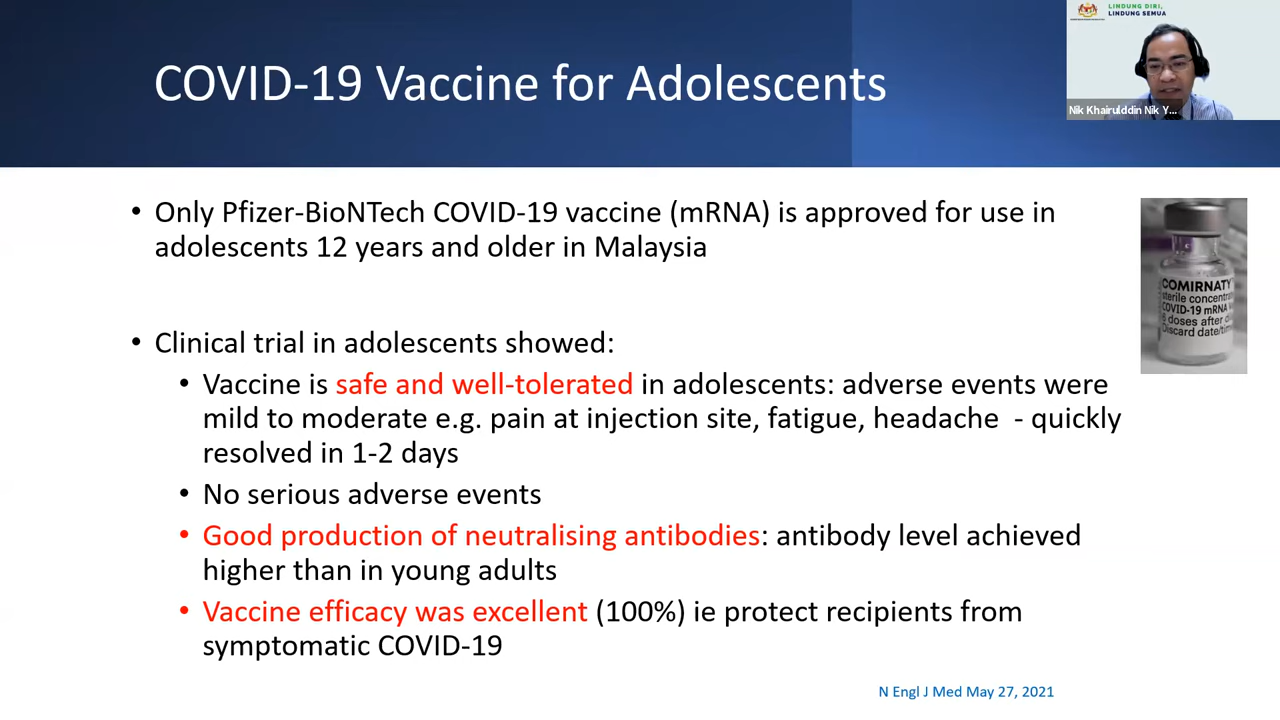 COVID-19 Vaccine for Adolescents
LINDUNG DIRI,
LINDUNG SEMUA
Nik Khairulddin Nik Y...
• Only Pfizer-BioNTech COVID-19 vaccine (mRNA) is approved for use in
adolescents 12 years and older in Malaysia
COMIRNATY
COVID-19 mRNA
doses after
Discard date/time
• Clinical trial in adolescents showed:
• Vaccine is safe and well-tolerated in adolescents: adverse events were
mild to moderate e.g. pain at injection site, fatigue, headache - quickly
resolved in 1-2 days
• No serious adverse events
• Good production of neutralising antibodies: antibody level achieved
higher than in young adults
• Vaccine efficacy was excellent (100%) ie protect recipients from
symptomatic COVID-19
N Engl J Med May 27, 2021